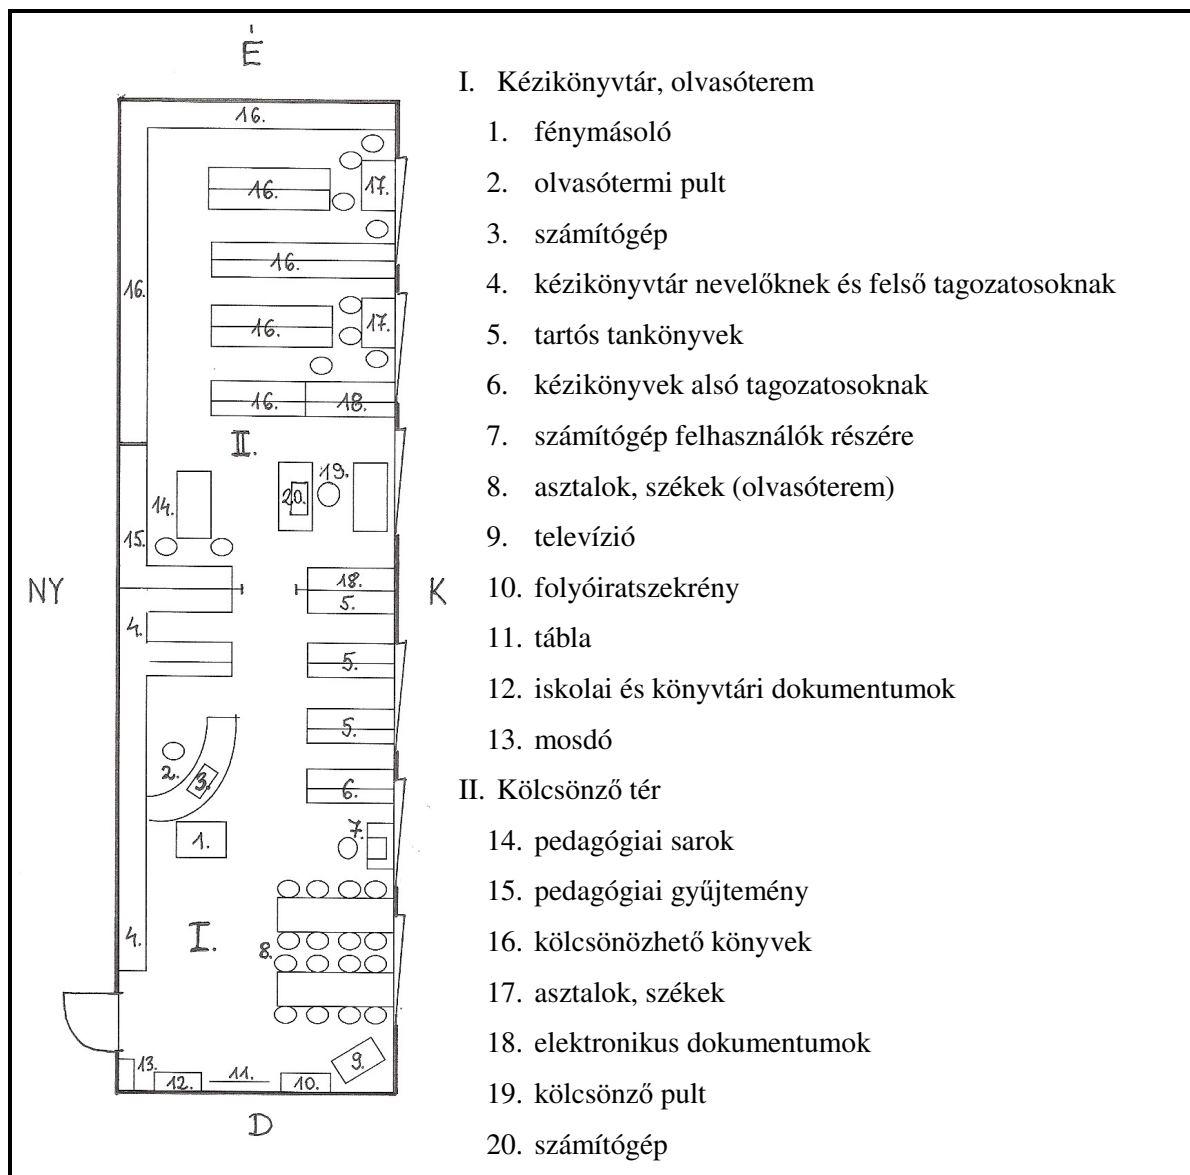 É
16.
16.
17.
16.
16.
16.
17.
16.
18.
II.
19.
20.
14.
15.
NY
18.
K
5.
4.
5.
5.
2.
3.
6.
7.
1.
4.
I.
8.
9.
13.
12.
11.
10.
D
I. Kézikönyvtár, olvasóterem
1. fénymásoló
2. olvasótermi pult
3. számítógép
4. kézikönyvtár nevelőknek és felső tagozatosoknak
5. tartós tankönyvek
6. kézikönyvek alsó tagozatosoknak
7. számítógép felhasználók részére
8. asztalok, székek (olvasóterem)
9. televízió
10. folyóiratszekrény
11. tábla
12. iskolai és könyvtári dokumentumok
13. mosdó
II. Kölcsönző tér
14. pedagógiai sarok
15. pedagógiai gyűjtemény
16. kölcsönözhető könyvek
17. asztalok, székek
18. elektronikus dokumentumok
19. kölcsönző pult
20. számítógép